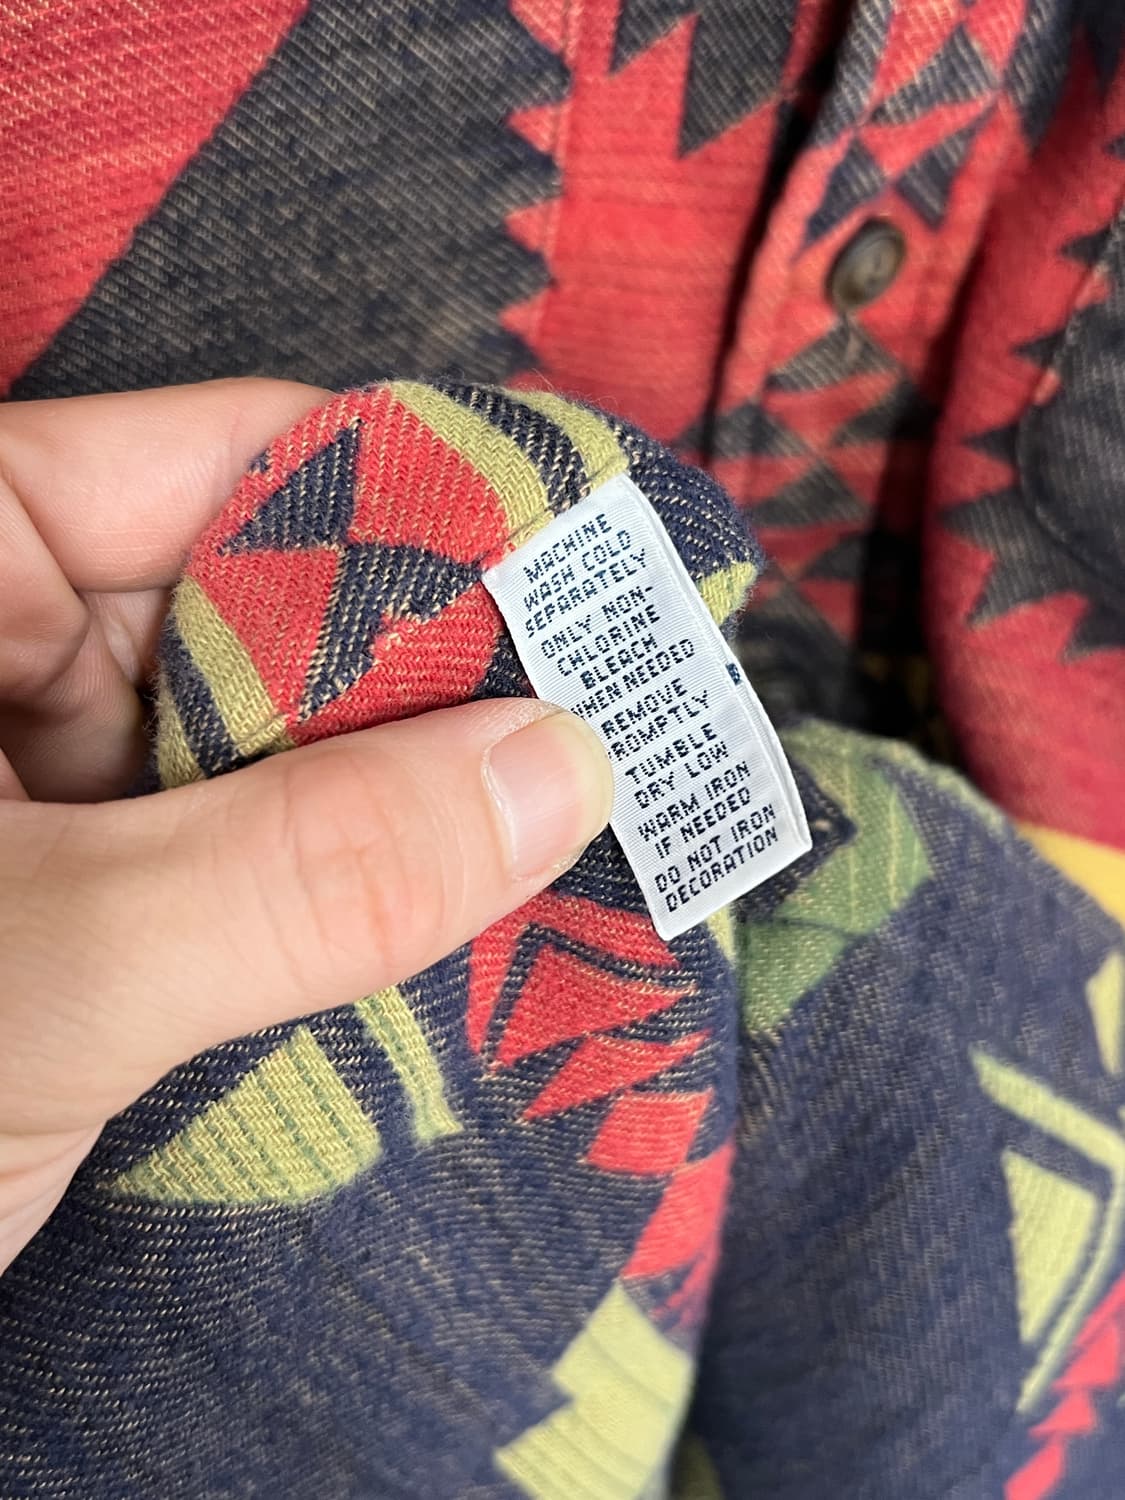 MACHINE
WASH COLD
SEPARATELY
ONLY NON-
CHLORINE
BLEACH
WHEN NEEDED
REMOVE
PROMPTLY
TUMBLE
DRY LOW
WARM IRON
IF NEEDED
DO NOT IRON
DECORATION